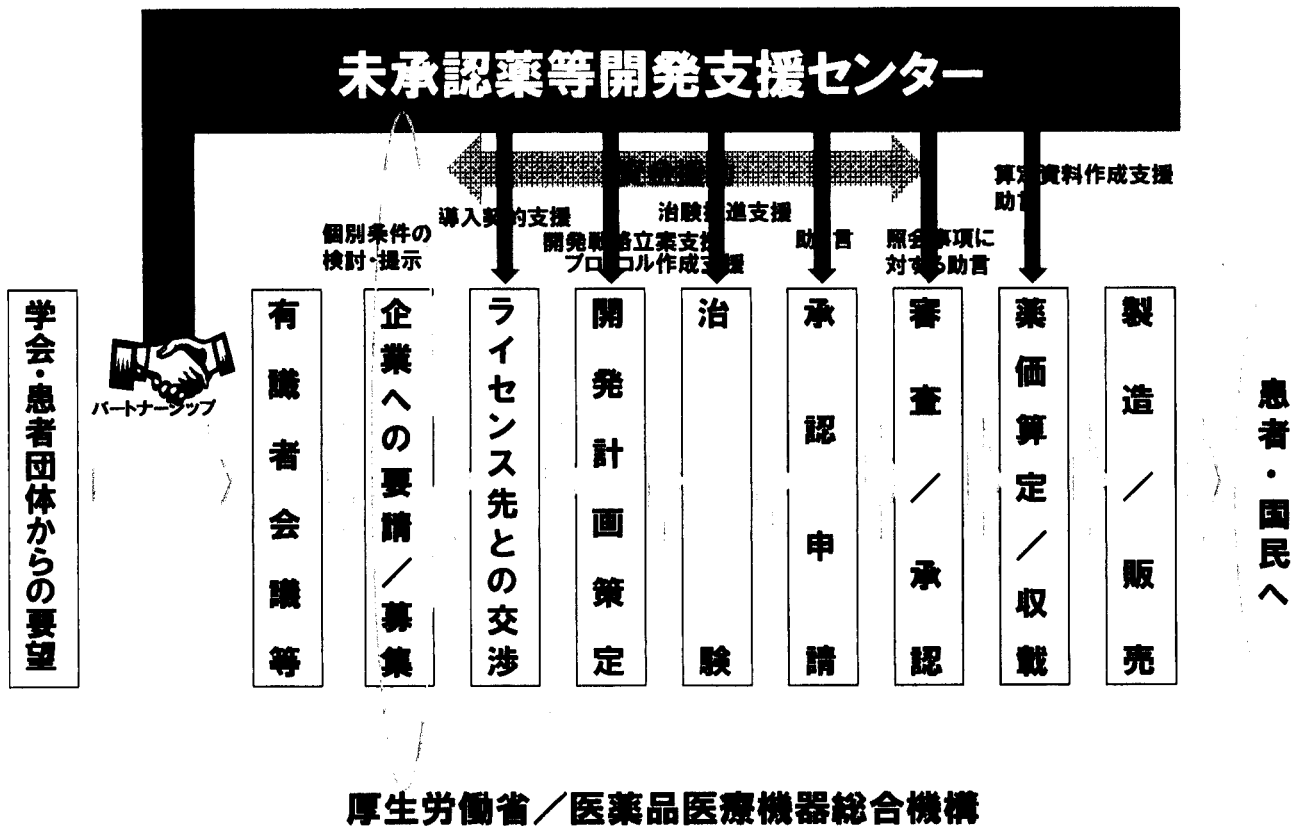 未承認薬等開発支援センター
算定資料作成支援
助言
治験推進支援
導入契約支援
個別条件の
検討・提示
開発戦略立案支援
プロトコル作成支援
助言
照会事項に
対する助言
学会・患者団体からの要望
パートナーシップ
有識者会議等
企業への要請／募集
ライセンス先との交渉
開発計画策定
治験
承認申請
審査／承認
薬価算定／収載
製造／販売
患者・国民へ
厚生労働省／医薬品医療機器総合機構